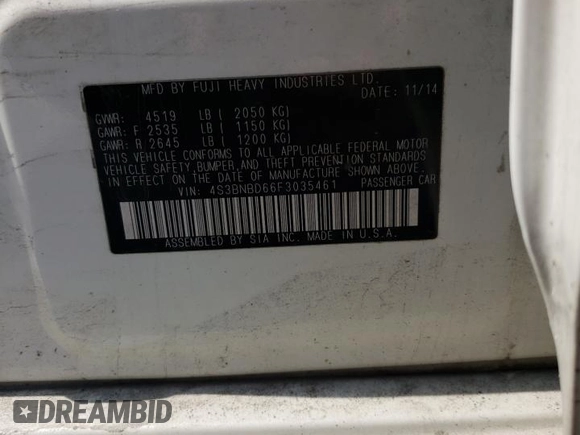 MFD BY FUJI HEAVY INDUSTRIES LTD.
DATE: 11/14
GVWR: 4519 LB ( 2050 KG)
GAWR: F 2535 LB ( 1150 KG)
GAWR: R 2645 LB ( 1200 KG)
THIS VEHICLE CONFORMS TO ALL APPLICABLE FEDERAL MOTOR
VEHICLE SAFETY, BUMPER, AND THEFT PREVENTION STANDARDS
IN EFFECT ON THE DATE OF MANUFACTURE SHOWN ABOVE.
VIN: 4S3BNBD66F3035461 PASSENGER CAR
ASSEMBLED BY SIA INC. MADE IN U.S.A.
DREAMBID